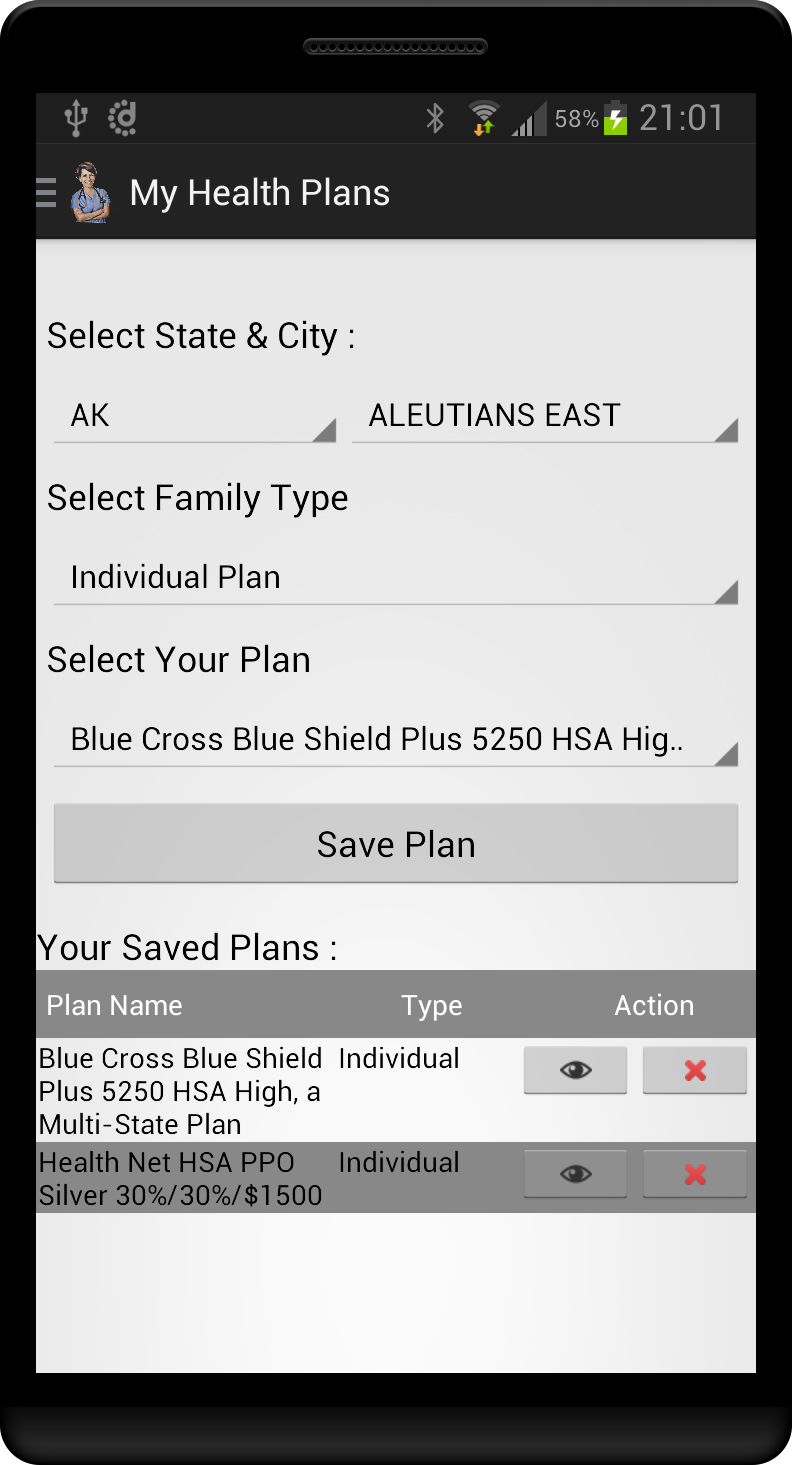 58% 21:01
My Health Plans
Select State & City :
AK ALEUTIANS EAST
Select Family Type
Individual Plan
Select Your Plan
Blue Cross Blue Shield Plus 5250 HSA Hig..
Save Plan
Your Saved Plans :
Plan Name Type Action
Blue Cross Blue Shield Individual
Plus 5250 HSA High, a
Multi-State Plan
Health Net HSA PPO Individual
Silver 30%/30%/$1500